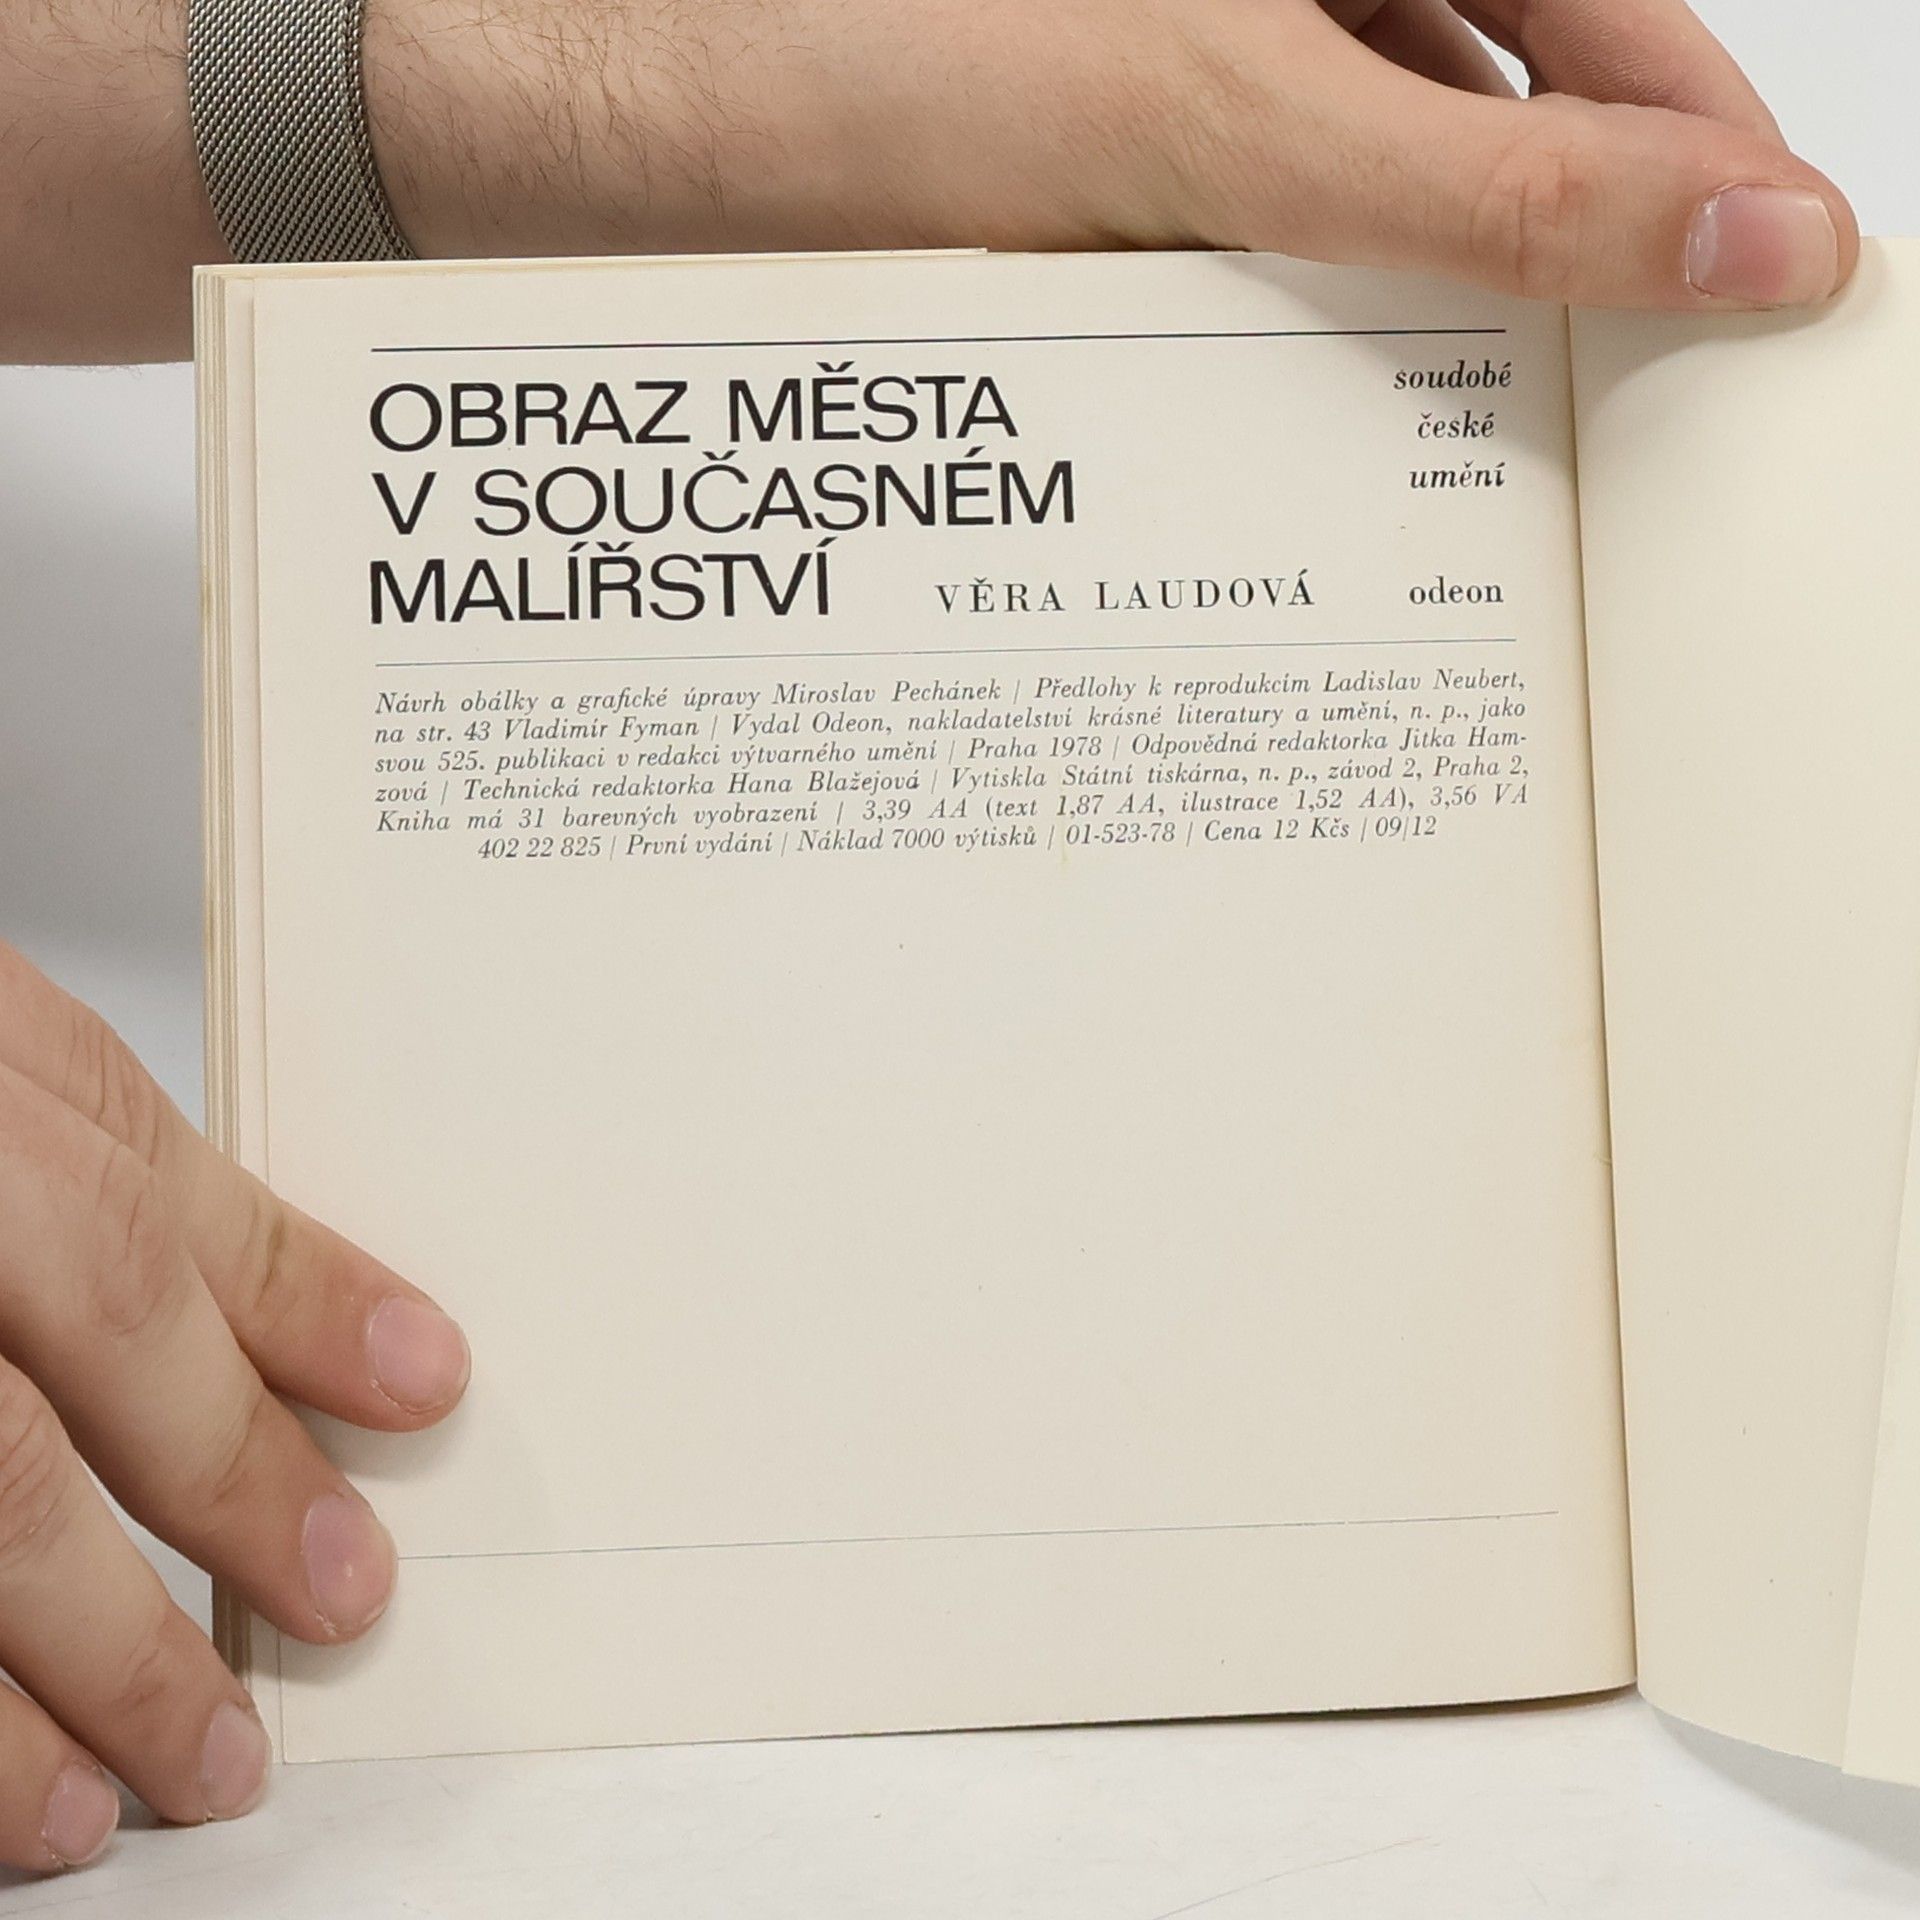 OBRAZ MĚSTA
V SOUČASNÉM
MALÍŘSTVÍ
VĚRA LAUDOVÁ
soudobé
české
umění
odeon
Návrh obálky a grafické úpravy Miroslav Pechánek | Předlohy k reprodukcím Ladislav Neubert,
na str. 43 Vladimír Fyman | Vydal Odeon, nakladatelství krásné literatury a umění, n. p., jako
svou 525. publikaci v redakci výtvarného umění | Praha 1978 | Odpovědná redaktorka Jitka Ham-
zová | Technická redaktorka Hana Blažejová | Vytiskla Státní tiskárna, n. p., závod 2, Praha 2,
Kniha má 31 barevných vyobrazení | 3,39 AA (text 1,87 AA, ilustrace 1,52 AA), 3,56 VA
402 22 825 | První vydání | Náklad 7000 výtisků | 01-523-78 | Cena 12 Kčs | 09|12